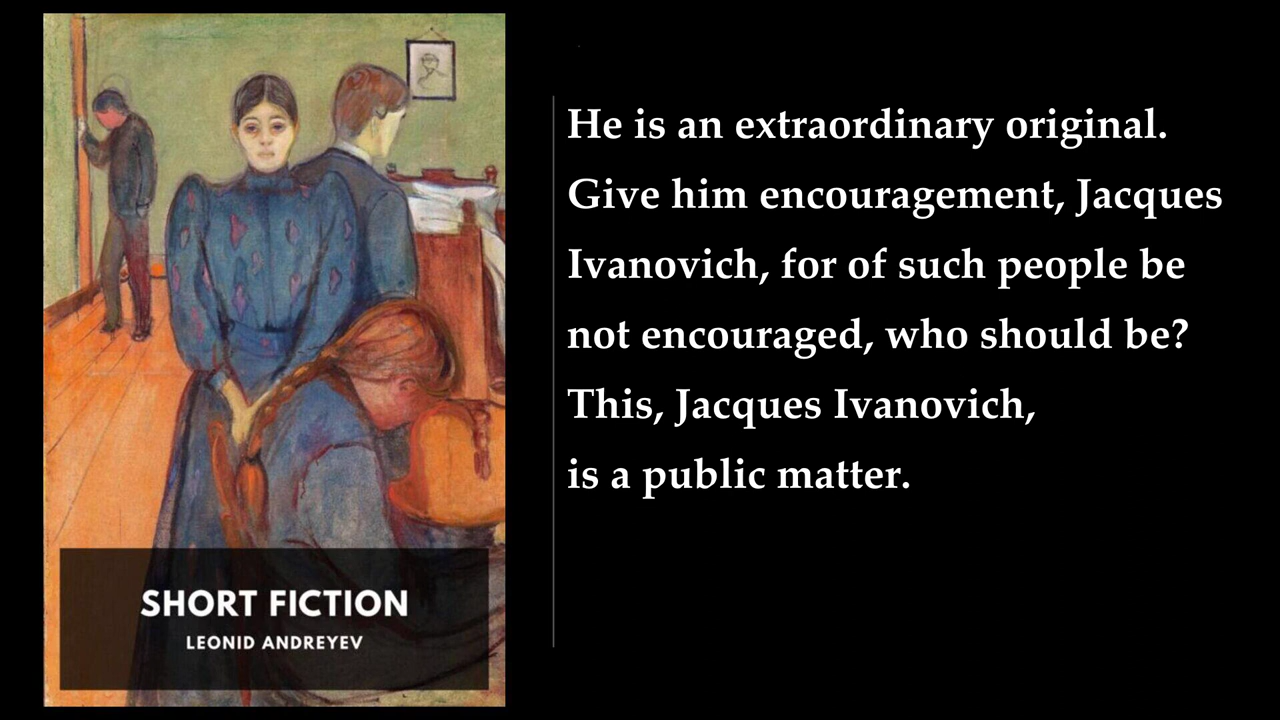 He is an extraordinary original.
Give him encouragement, Jacques
Ivanovich, for of such people be
not encouraged, who should be?
This, Jacques Ivanovich,
is a public matter.
SHORT FICTION
LEONID ANDREYEV